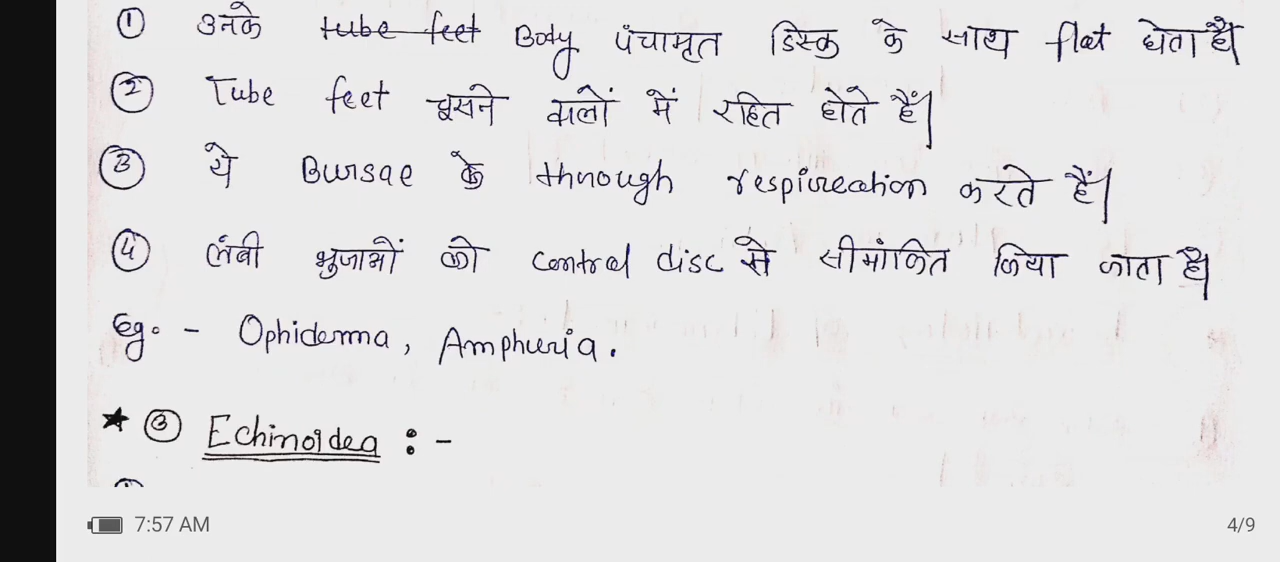 ① उनके tube feet Body पंचामृत डिस्क के साथ flat होता है
② Tube feet चूसने वालों में रहित होते हैं।
③ ये Bursae के through respireation करते हैं।
④ लंबी भुजाओं को central disc से सीमांकित किया जाता है।
Eg. - Ophiderma, Amphuria.
★ ③ Echinoidea : -
7:57 AM
4/9